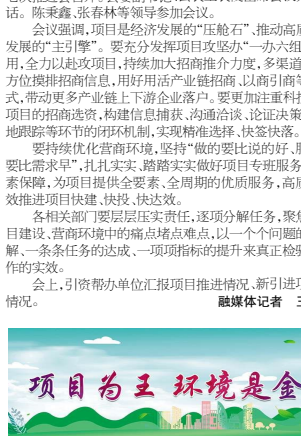 话。陈秉鑫、张春林等领导参加会议。
会议强调,项目是经济发展的“压舱石”、推动高
发展的“主引擎”。要充分发挥项目攻坚办“一办六组
用,全力以赴攻项目,持续加大招商推介力度,多渠道
方位摸排招商信息,用好用活产业链招商、以商引商等
式,带动更多产业链上下游企业落户。要更加注重科技
项目的招商选资,构建信息捕获、沟通洽谈、论证决策
地跟踪等环节的闭环机制,实现精准选择、快签快落。
要持续优化营商环境,坚持“做的要比说的好、服
要比需求早”,扎扎实实、踏踏实实做好项目专班服务
素保障,为项目提供全要素、全周期的优质服务,高质
效推进项目快建、快投、快达效。
各相关部门要层层压实责任,逐项分解任务,聚焦
目建设、营商环境中的痛点堵点难点,以一个个问题的
解、一条条任务的达成、一项项指标的提升来真正检验
作的实效。
会上,引资帮办单位汇报项目推进情况、新引进项
情况。 融媒体记者 王
项目为王 环境是金